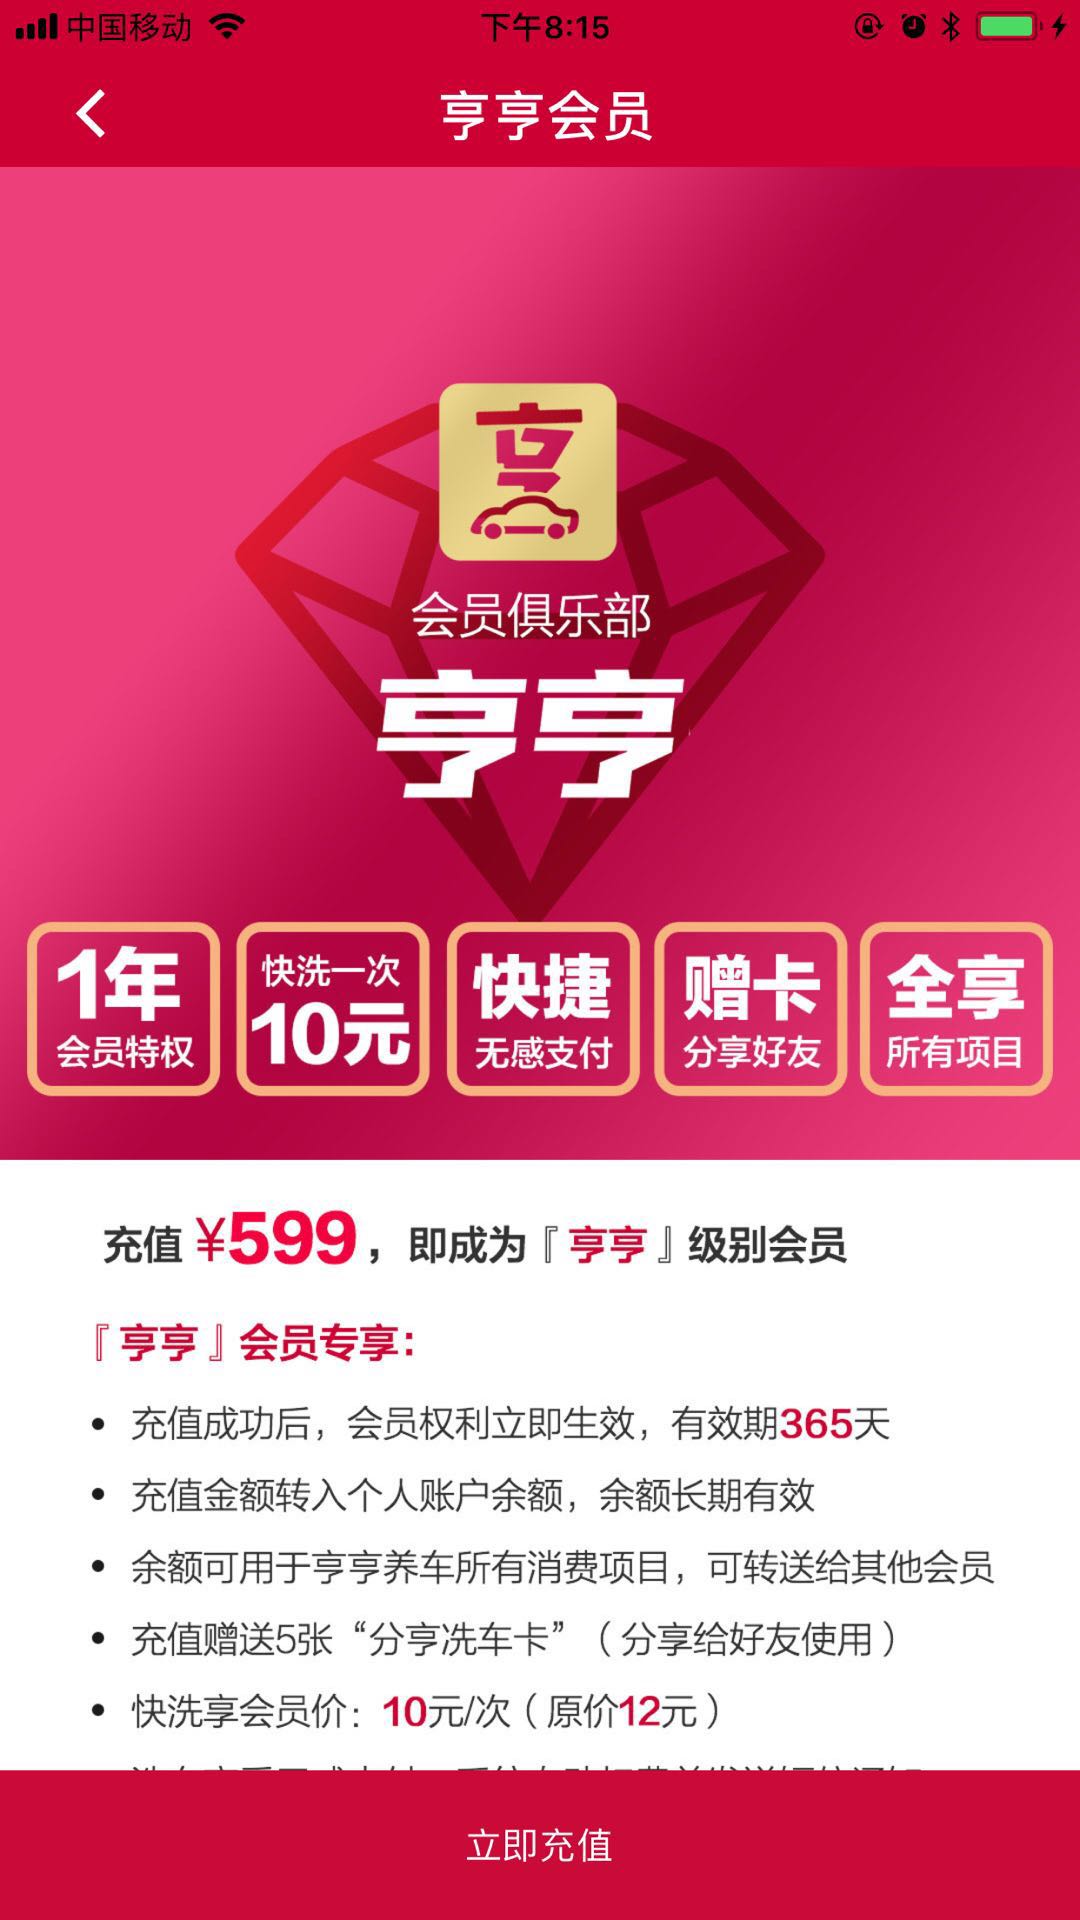 中国移动 下午8:15
亨亨会员
亨
会员俱乐部
亨亨
1年
会员特权
快洗一次
10元
快捷
无感支付
赠卡
分享好友
全享
所有项目
充值 ¥599，即成为『亨亨』级别会员
『亨亨』会员专享：
• 充值成功后，会员权利立即生效，有效期365天
• 充值金额转入个人账户余额，余额长期有效
• 余额可用于亨亨养车所有消费项目，可转送给其他会员
• 充值赠送5张“分亨洗车卡”（分享给好友使用）
• 快洗享会员价：10元/次（原价12元）
立即充值